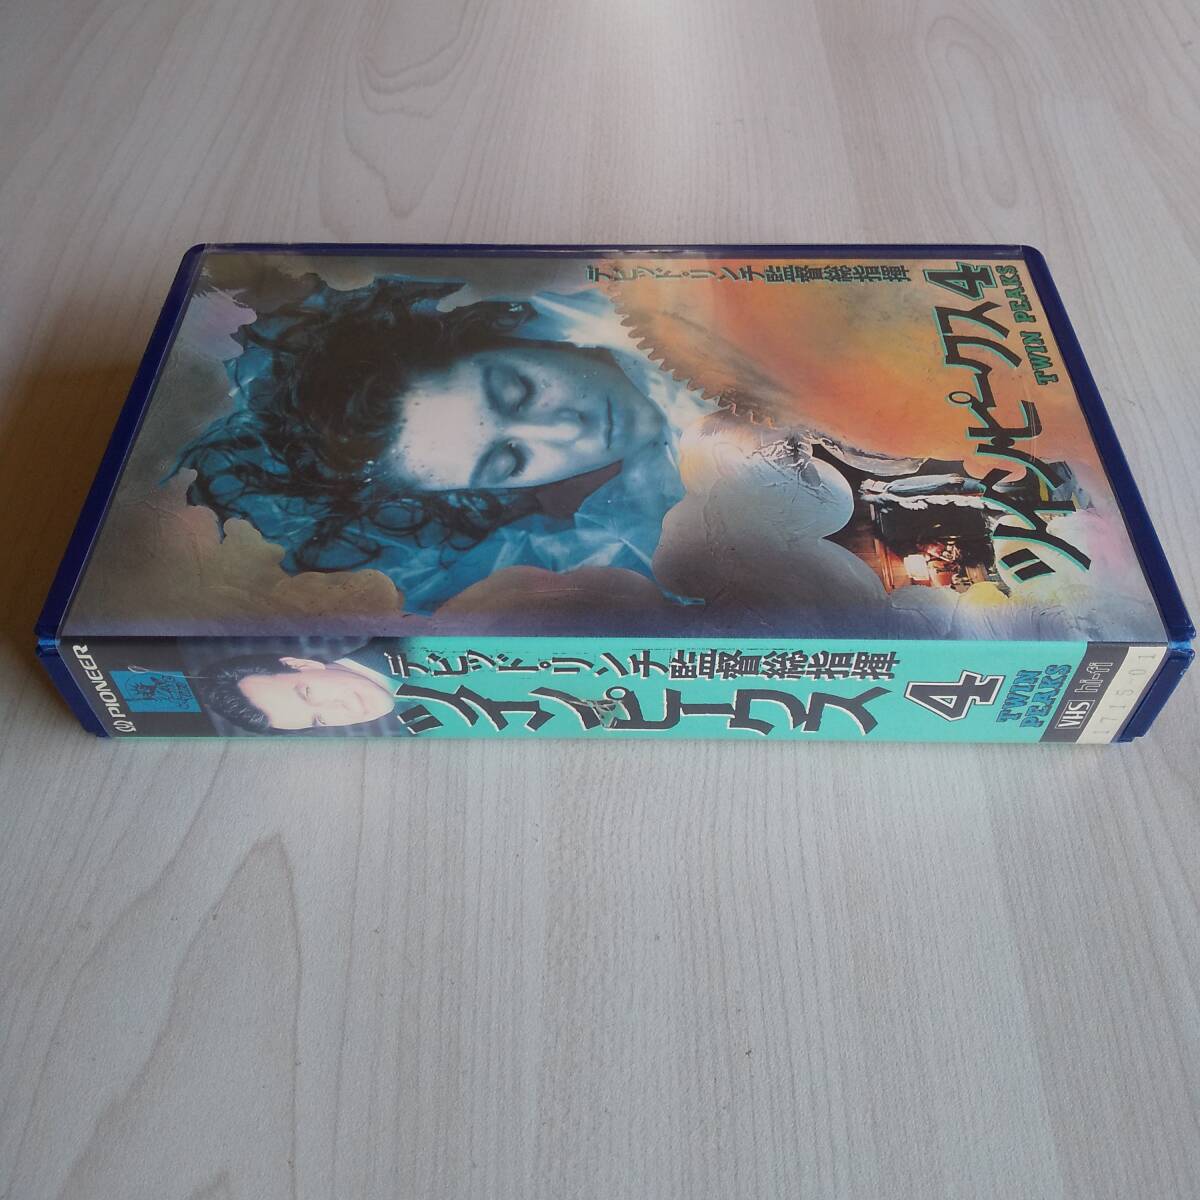 デビッド・リンチ監督総指揮
ツイン・ピークス4
TWIN PEAKS
PIONEER
デビッド・リンチ監督総指揮
ツイン・ピークス
4
TWIN
PEAKS
VHS hi-fi
1715-01